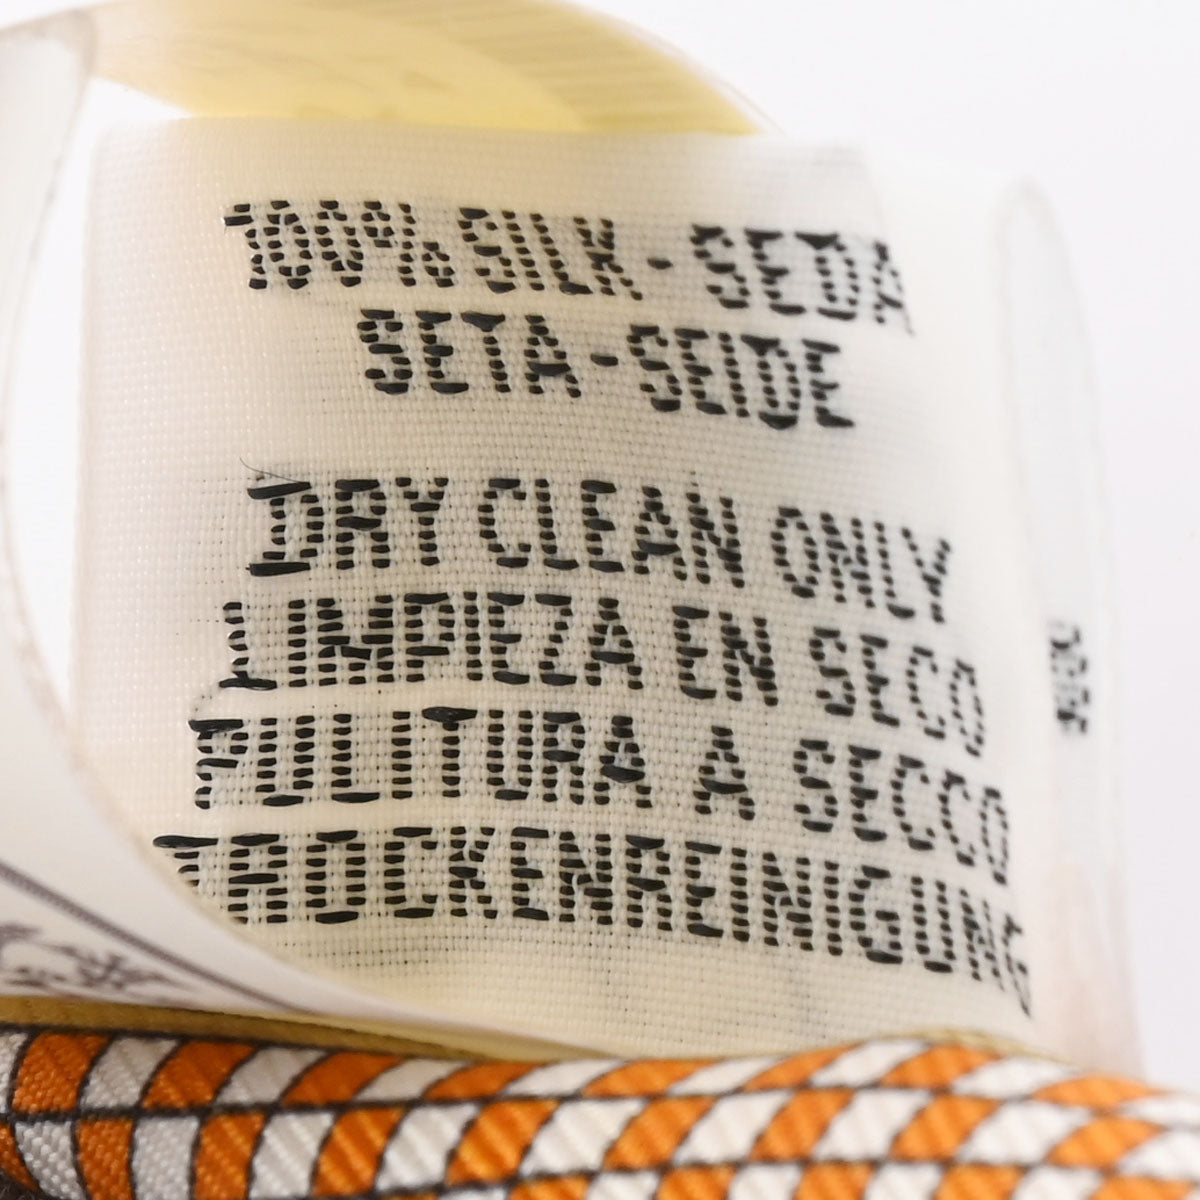 100% SILK - SEDA
SETA - SEIDE
DRY CLEAN ONLY
LIMPIEZA EN SECO
PULITURA A SECCO
TROCKENREINIGUNG